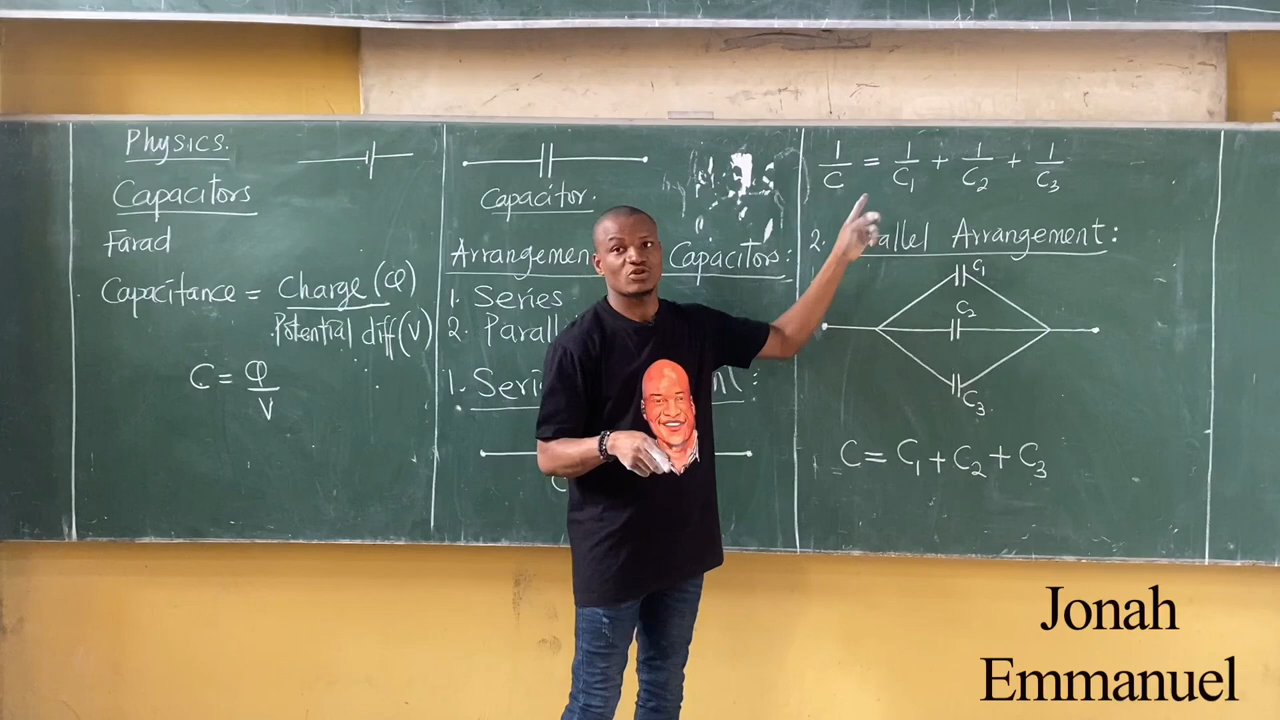 Physics.
Capacitors
Farad
Capacitance = Charge (Q)
Potential diff (V)
C = Q
V
Capacitor.
Arrangemen Capacitors:
1. Series
2. Parall
1. Seri
1/C = 1/C₁ + 1/C₂ + 1/C₃
2. allel Arrangement:
C₁
C₂
C₃
C = C₁ + C₂ + C₃
Jonah
Emmanuel